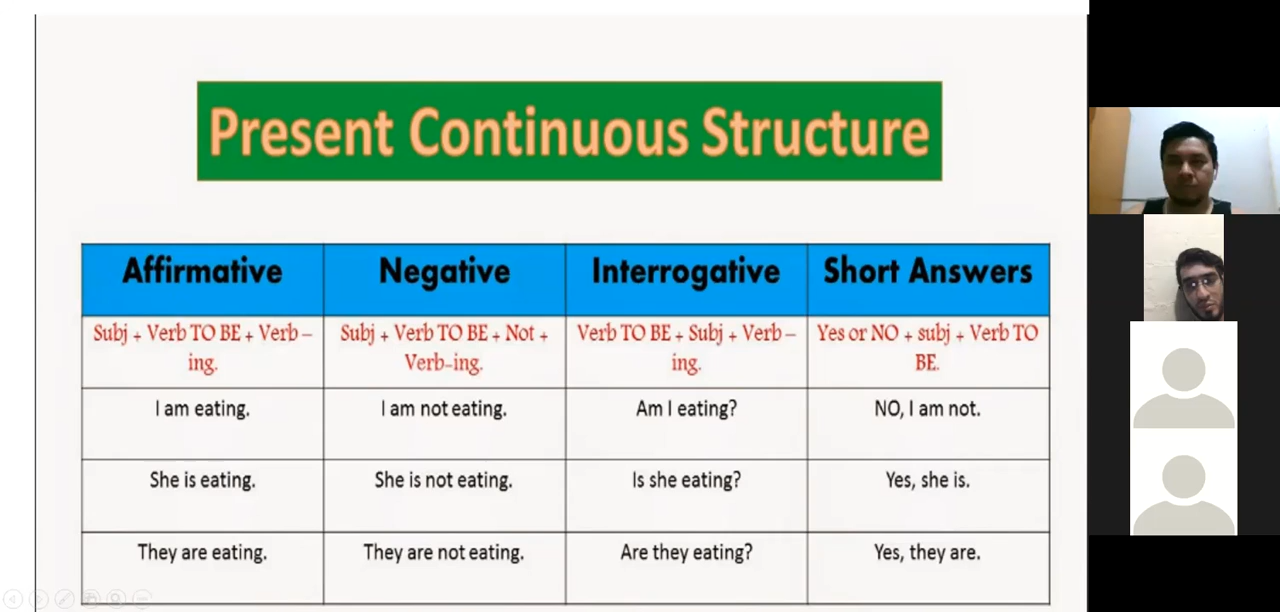 Present Continuous Structure
Affirmative
Negative
Interrogative
Short Answers
Subj + Verb TO BE + Verb –
ing.
Subj + Verb TO BE + Not +
Verb-ing.
Verb TO BE + Subj + Verb –
ing.
Yes or NO + subj + Verb TO
BE.
I am eating.
I am not eating.
Am I eating?
NO, I am not.
She is eating.
She is not eating.
Is she eating?
Yes, she is.
They are eating.
They are not eating.
Are they eating?
Yes, they are.